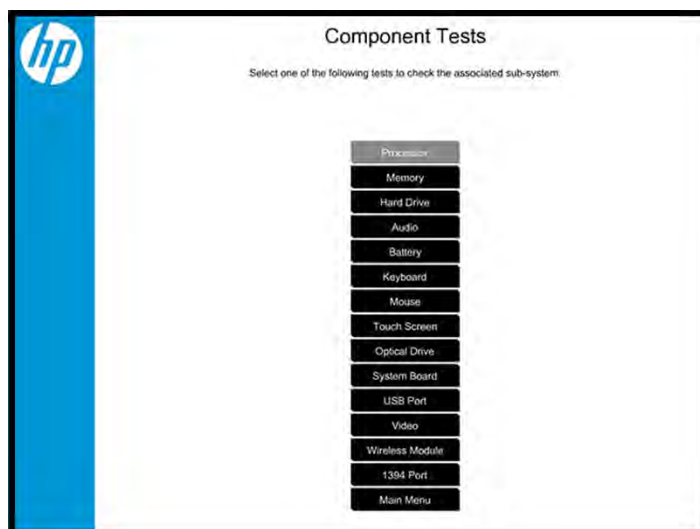 hp
Component Tests
Select one of the following tests to check the associated sub-system.
Processor
Memory
Hard Drive
Audio
Battery
Keyboard
Mouse
Touch Screen
Optical Drive
System Board
USB Port
Video
Wireless Module
1394 Port
Main Menu